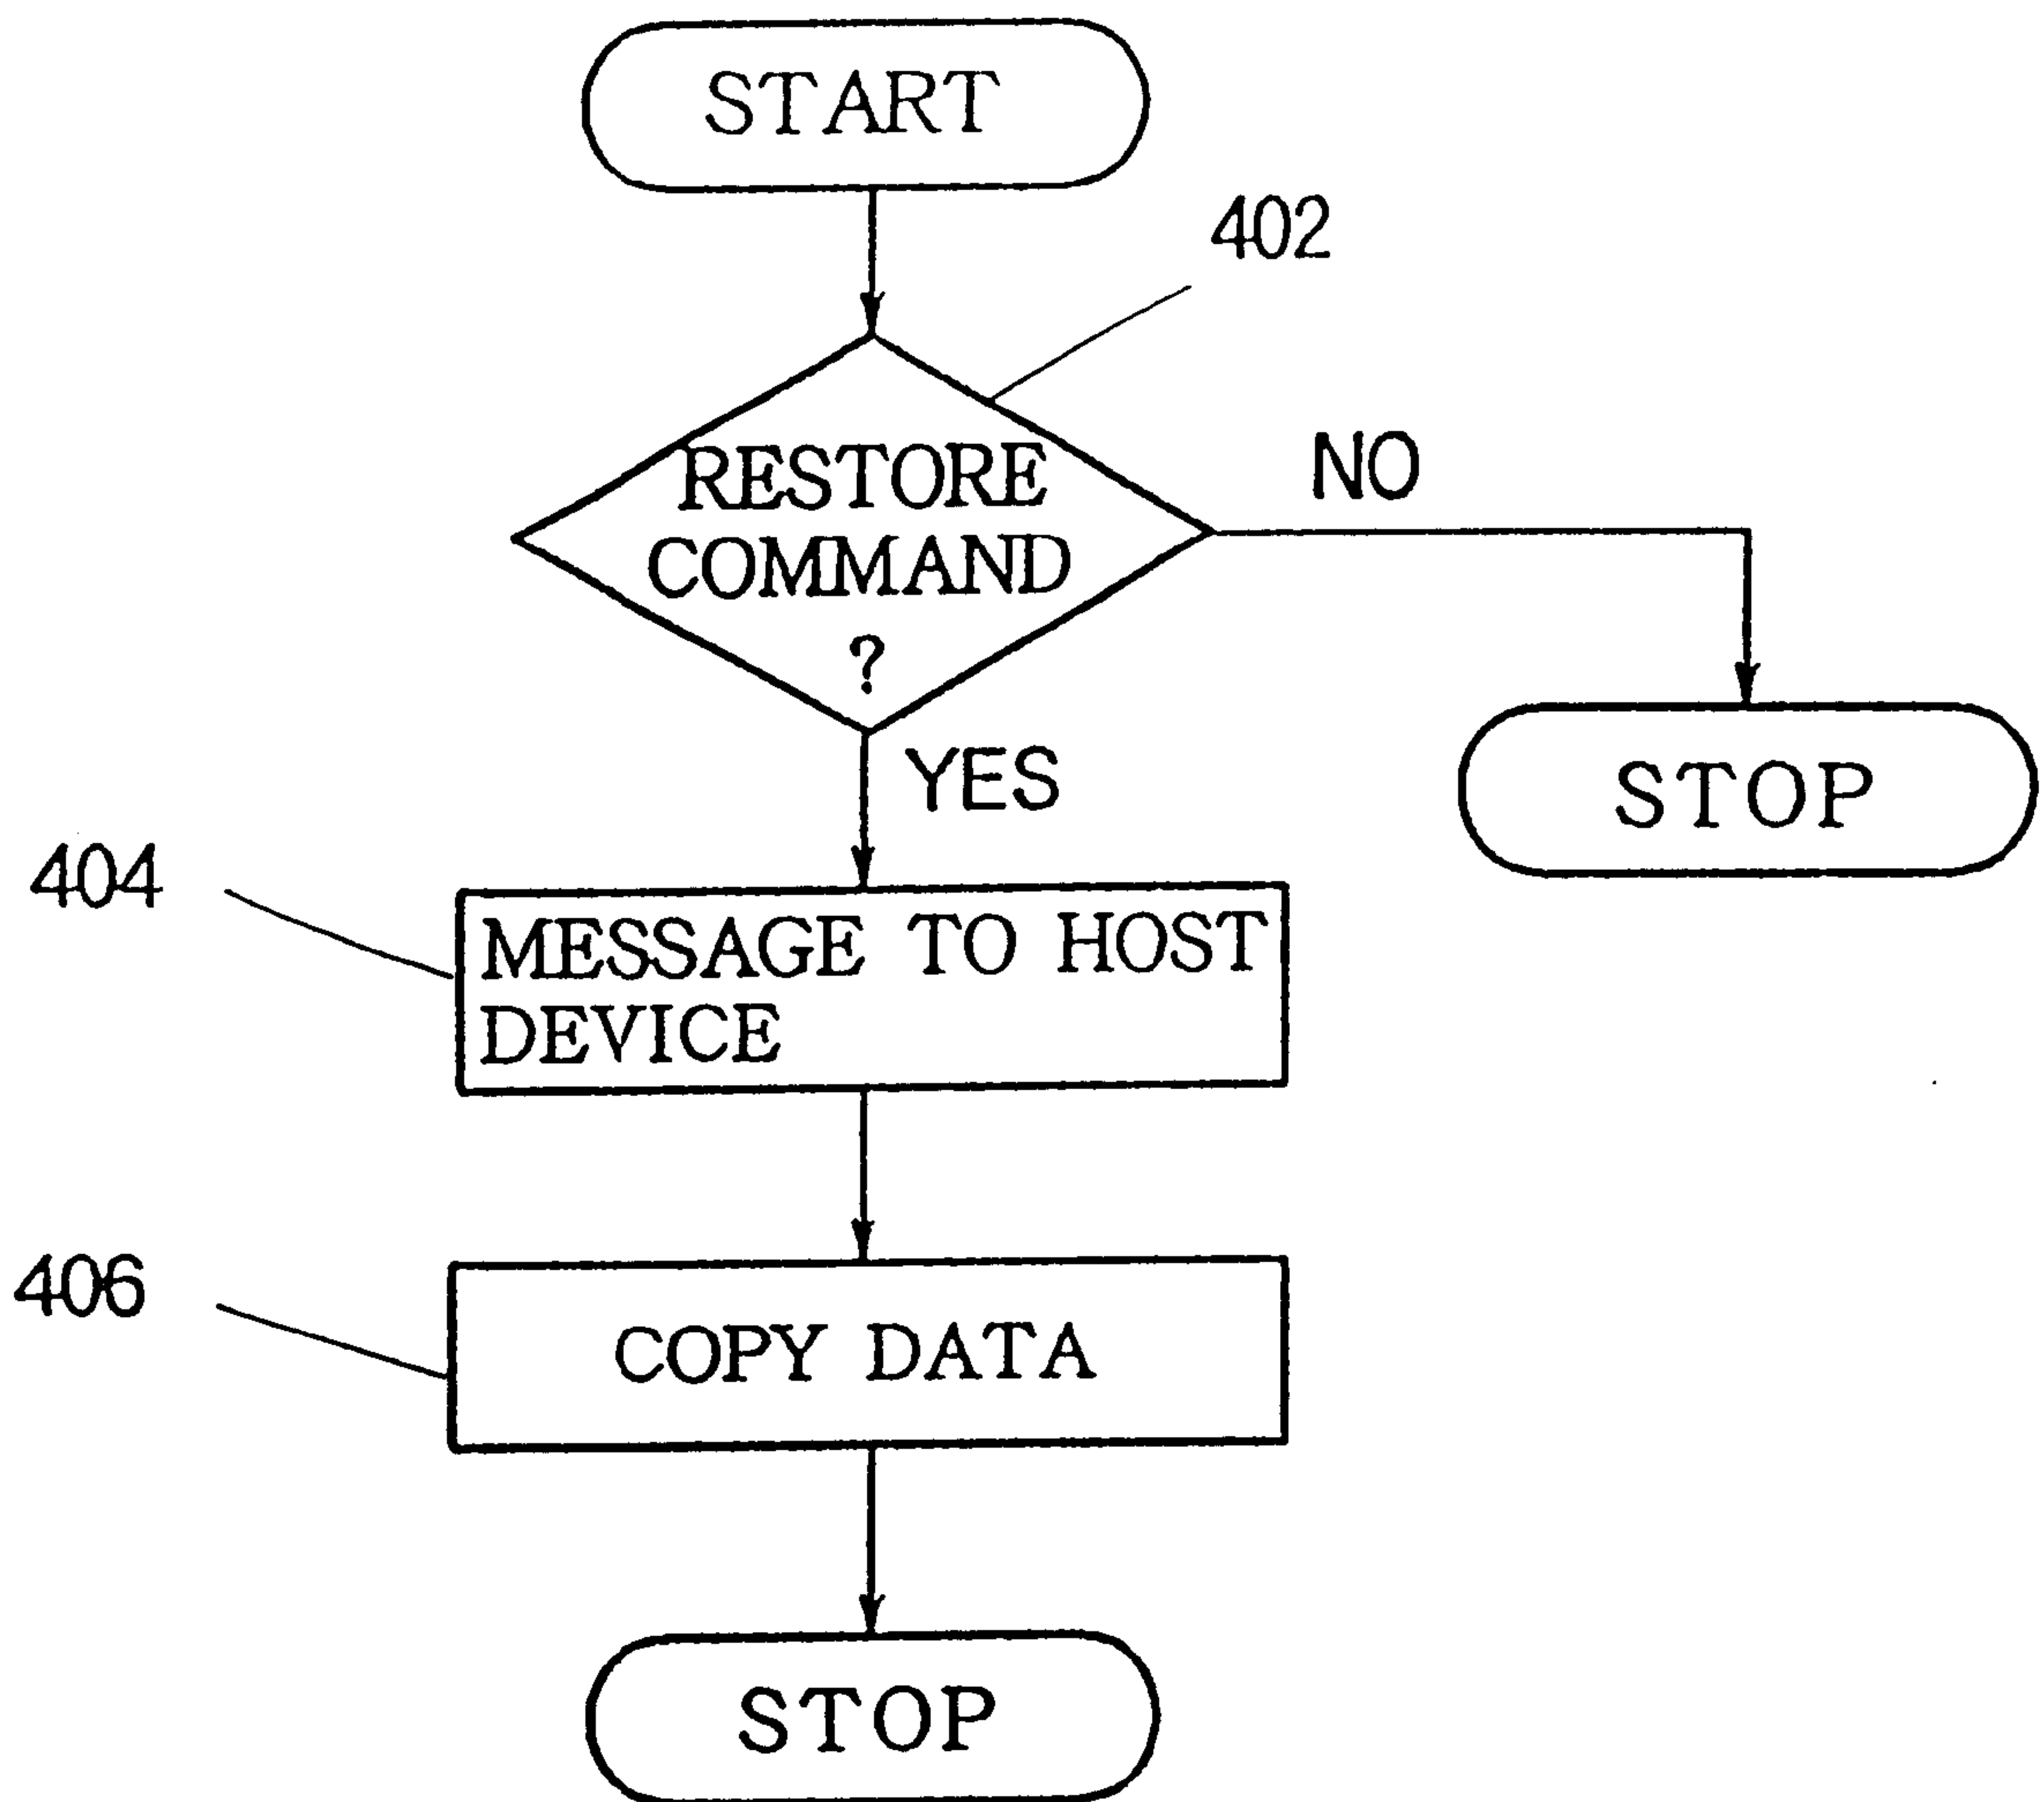 START
402
RESTORE
COMMAND
?
NO
YES
STOP
404
MESSAGE TO HOST
DEVICE
406
COPY DATA
STOP